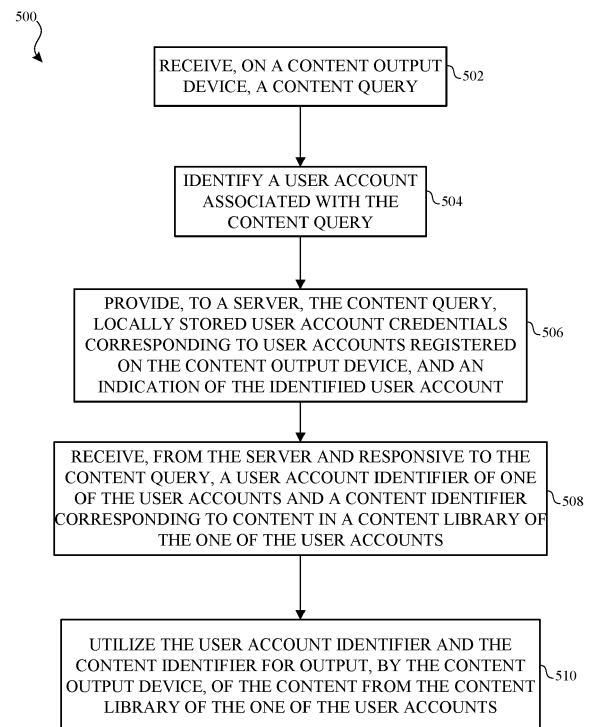 500
RECEIVE, ON A CONTENT OUTPUT
DEVICE, A CONTENT QUERY
502
IDENTIFY A USER ACCOUNT
ASSOCIATED WITH THE
CONTENT QUERY
504
PROVIDE, TO A SERVER, THE CONTENT QUERY,
LOCALLY STORED USER ACCOUNT CREDENTIALS
CORRESPONDING TO USER ACCOUNTS REGISTERED
ON THE CONTENT OUTPUT DEVICE, AND AN
INDICATION OF THE IDENTIFIED USER ACCOUNT
506
RECEIVE, FROM THE SERVER AND RESPONSIVE TO THE
CONTENT QUERY, A USER ACCOUNT IDENTIFIER OF ONE
OF THE USER ACCOUNTS AND A CONTENT IDENTIFIER
CORRESPONDING TO CONTENT IN A CONTENT LIBRARY OF
THE ONE OF THE USER ACCOUNTS
508
UTILIZE THE USER ACCOUNT IDENTIFIER AND THE
CONTENT IDENTIFIER FOR OUTPUT, BY THE CONTENT
OUTPUT DEVICE, OF THE CONTENT FROM THE CONTENT
LIBRARY OF THE ONE OF THE USER ACCOUNTS
510